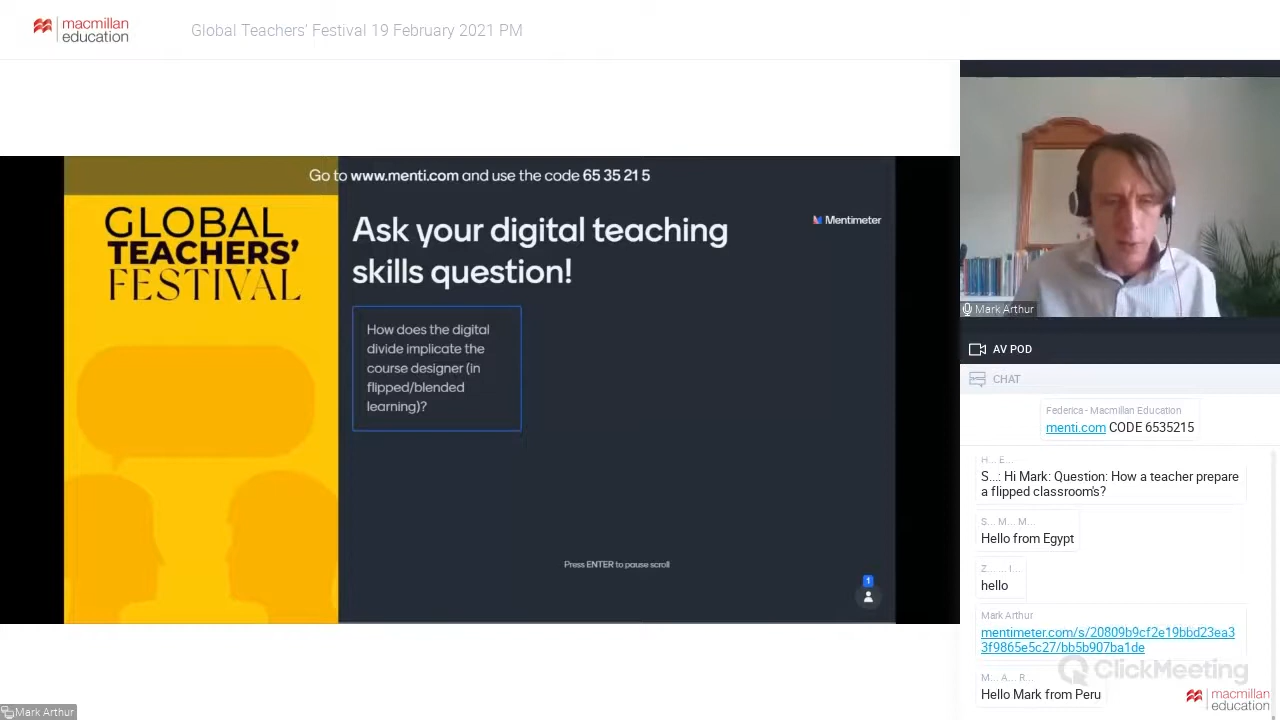 macmillan
education
Global Teachers' Festival 19 February 2021 PM
Go to www.menti.com and use the code 65 35 21 5
GLOBAL
TEACHERS'
FESTIVAL
Ask your digital teaching
skills question!
Mentimeter
How does the digital
divide implicate the
course designer (in
flipped/blended
learning)?
Press ENTER to pause scroll
1
Mark Arthur
Mark Arthur
AV POD
CHAT
Federica - Macmillan Education
menti.com CODE 6535215
H... E...
S...: Hi Mark: Question: How a teacher prepare
a flipped classroom's?
S... M... M...
Hello from Egypt
Z... ... I...
hello
Mark Arthur
mentimeter.com/s/20809b9cf2e19bbd23ea3
3f9865e5c27/bb5b907ba1de
ClickMeeting
M... A... R...
Hello Mark from Peru
macmillan
education